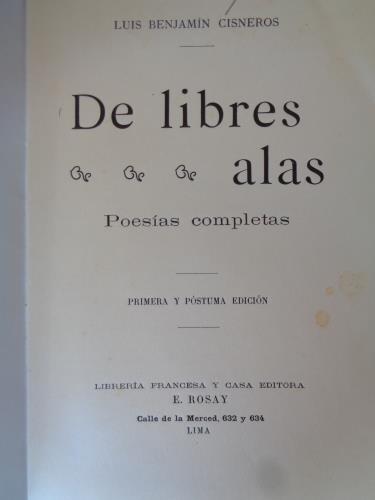 LUIS BENJAMÍN CISNEROS
De libres
alas
Poesías completas
PRIMERA Y PÓSTUMA EDICIÓN
LIBRERÍA FRANCESA Y CASA EDITORA
E. ROSAY
Calle de la Merced, 632 y 634
LIMA